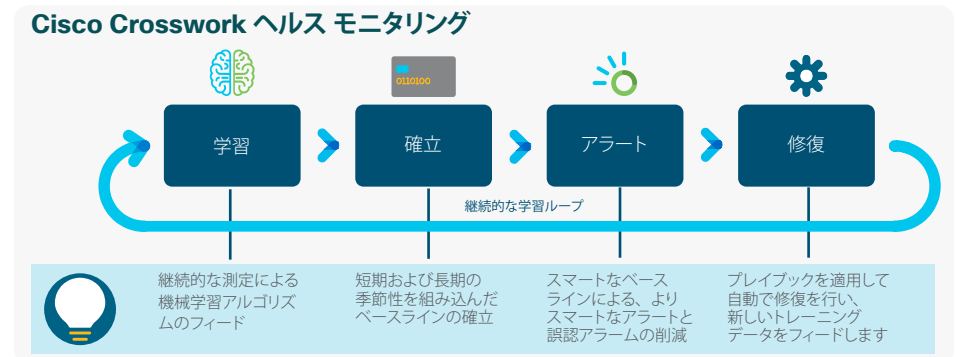 Cisco Crosswork ヘルス モニタリング
0110100
学習
確立
アラート
修復
継続的な学習ループ
継続的な測定による
機械学習アルゴリズ
ムのフィード
短期および長期の
季節性を組み込んだ
ベースラインの確立
スマートなベース
ラインによる、より
スマートなアラートと
誤認アラームの削減
プレイブックを適用して
自動で修復を行い、
新しいトレーニング
データをフィードします